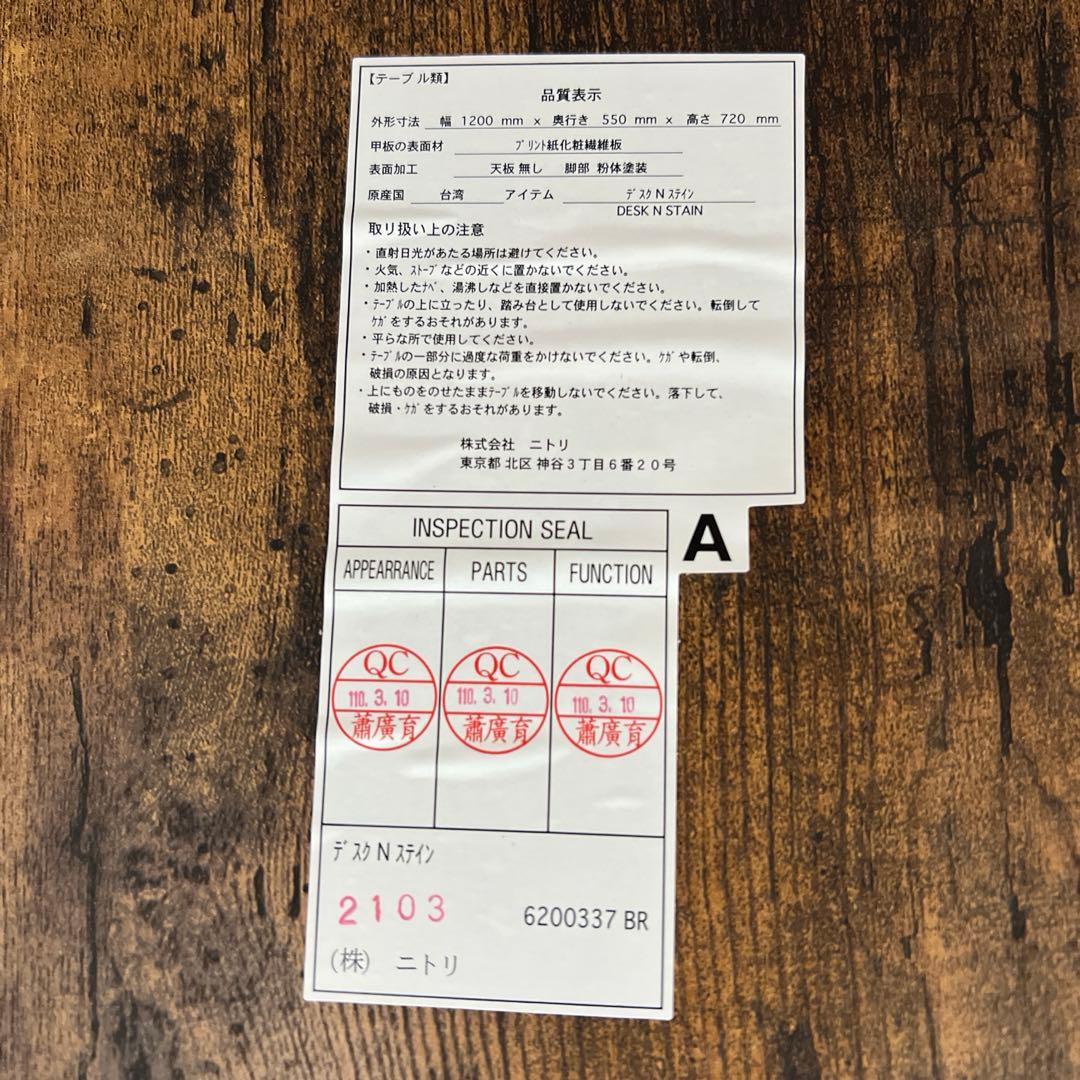 【テーブル類】
品質表示
外形寸法 幅 1200 mm × 奥行き 550 mm × 高さ 720 mm
甲板の表面材 ﾌﾟﾘﾝﾄ紙化粧繊維板
表面加工 天板 無し 脚部 粉体塗装
原産国 台湾 アイテム ﾃﾞｽｸ N ｽﾃｲﾝ
DESK N STAIN
取り扱い上の注意
・直射日光があたる場所は避けてください。
・火気、ｽﾄｰﾌﾞなどの近くに置かないでください。
・加熱したﾅﾍﾞ、湯沸しなどを直接置かないでください。
・ﾃｰﾌﾞﾙの上に立ったり、踏み台として使用しないでください。転倒して
ｹｶﾞをするおそれがあります。
・平らな所で使用してください。
・ﾃｰﾌﾞﾙの一部分に過度な荷重をかけないでください。ｹｶﾞや転倒、
破損の原因となります。
・上にものをのせたままﾃｰﾌﾞﾙを移動しないでください。落下して、
破損・ｹｶﾞをするおそれがあります。
株式会社 ニトリ
東京都 北区 神谷３丁目６番２０号
A
INSPECTION SEAL
APPEARRANCE PARTS FUNCTION
QC QC QC
110. 3. 10 110. 3. 10 110. 3. 10
蕭廣育 蕭廣育 蕭廣育
ﾃﾞｽｸ N ｽﾃｲﾝ
2103 6200337 BR
(株) ニトリ